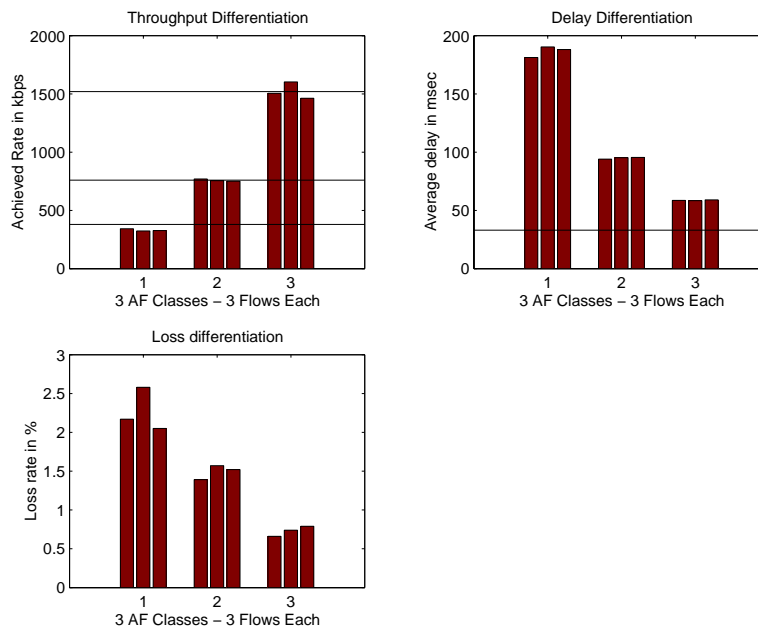 Throughput Differentiation
2000
1500
1000
500
0
Achieved Rate in kbps
1 2 3
3 AF Classes − 3 Flows Each
Delay Differentiation
200
150
100
50
0
Average delay in msec
1 2 3
3 AF Classes − 3 Flows Each
Loss differentiation
3
2.5
2
1.5
1
0.5
0
Loss rate in %
1 2 3
3 AF Classes − 3 Flows Each